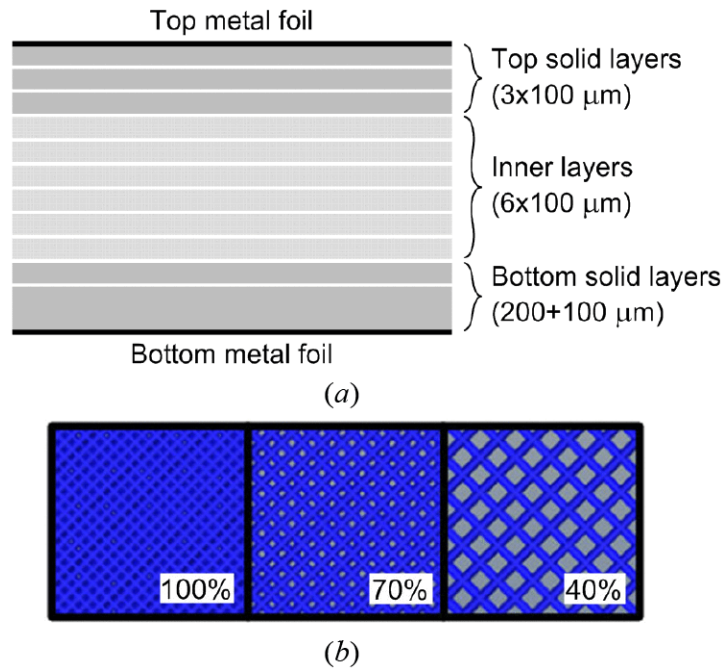 Top metal foil
Top solid layers
(3x100 μm)
Inner layers
(6x100 μm)
Bottom solid layers
(200+100 μm)
Bottom metal foil
(a)
100%
70%
40%
(b)